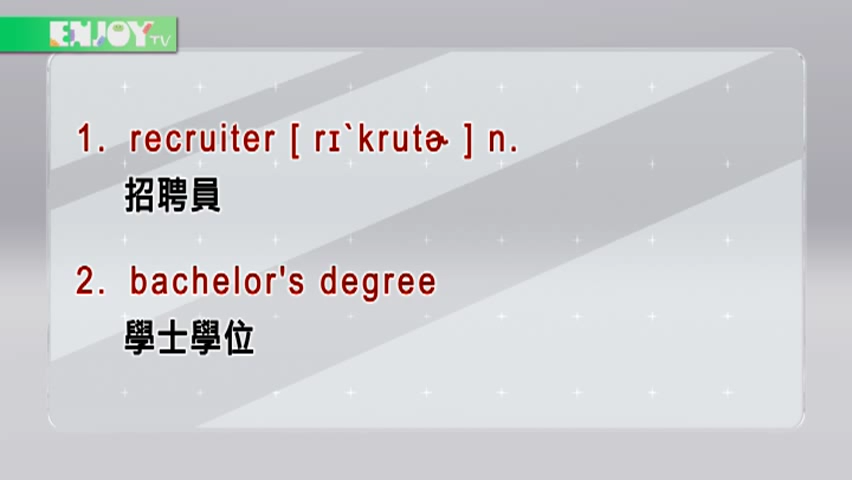 ENJOY TV
1. recruiter [ rɪˋkrutɚ ] n.
招聘員
2. bachelor's degree
學士學位